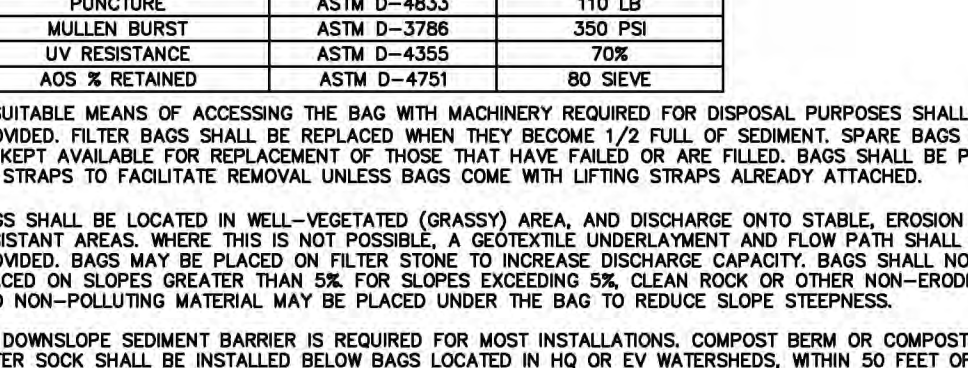 PUNCTURE ASTM D-4833 110 LB
MULLEN BURST ASTM D-3786 350 PSI
UV RESISTANCE ASTM D-4355 70%
AOS % RETAINED ASTM D-4751 80 SIEVE
SUITABLE MEANS OF ACCESSING THE BAG WITH MACHINERY REQUIRED FOR DISPOSAL PURPOSES SHALL
OVIDED. FILTER BAGS SHALL BE REPLACED WHEN THEY BECOME 1/2 FULL OF SEDIMENT. SPARE BAGS
KEPT AVAILABLE FOR REPLACEMENT OF THOSE THAT HAVE FAILED OR ARE FILLED. BAGS SHALL BE P
STRAPS TO FACILITATE REMOVAL UNLESS BAGS COME WITH LIFTING STRAPS ALREADY ATTACHED.
GS SHALL BE LOCATED IN WELL-VEGETATED (GRASSY) AREA, AND DISCHARGE ONTO STABLE, EROSION
SISTANT AREAS. WHERE THIS IS NOT POSSIBLE, A GEOTEXTILE UNDERLAYMENT AND FLOW PATH SHALL
OVIDED. BAGS MAY BE PLACED ON FILTER STONE TO INCREASE DISCHARGE CAPACITY. BAGS SHALL NO
ACED ON SLOPES GREATER THAN 5%. FOR SLOPES EXCEEDING 5%, CLEAN ROCK OR OTHER NON-ERODI
D NON-POLLUTING MATERIAL MAY BE PLACED UNDER THE BAG TO REDUCE SLOPE STEEPNESS.
DOWNSLOPE SEDIMENT BARRIER IS REQUIRED FOR MOST INSTALLATIONS. COMPOST BERM OR COMPOST
TER SOCK SHALL BE INSTALLED BELOW BAGS LOCATED IN HQ OR EV WATERSHEDS, WITHIN 50 FEET OF